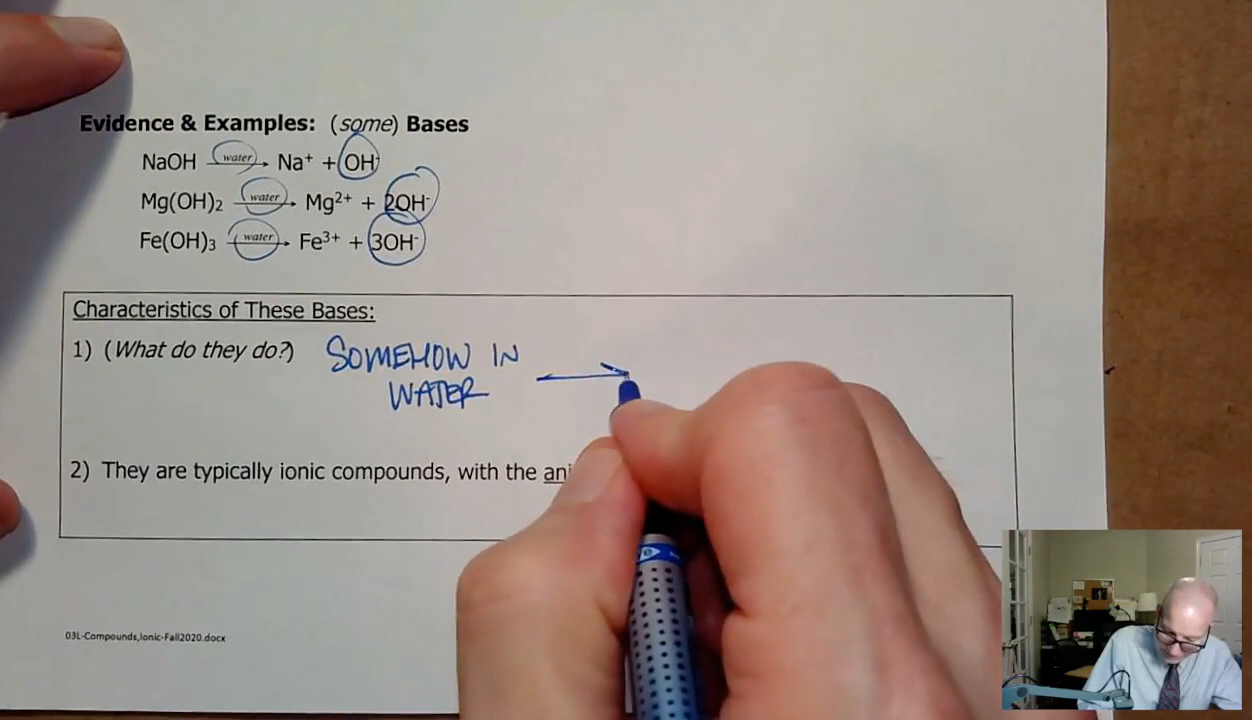 Evidence & Examples: (some) Bases
NaOH water→ Na⁺ + OH⁻
Mg(OH)₂ water→ Mg²⁺ + 2OH⁻
Fe(OH)₃ water→ Fe³⁺ + 3OH⁻
Characteristics of These Bases:
1) (What do they do?) SOMEHOW IN
WATER →
2) They are typically ionic compounds, with the
03L-Compounds,Ionic-Fall2020.docx